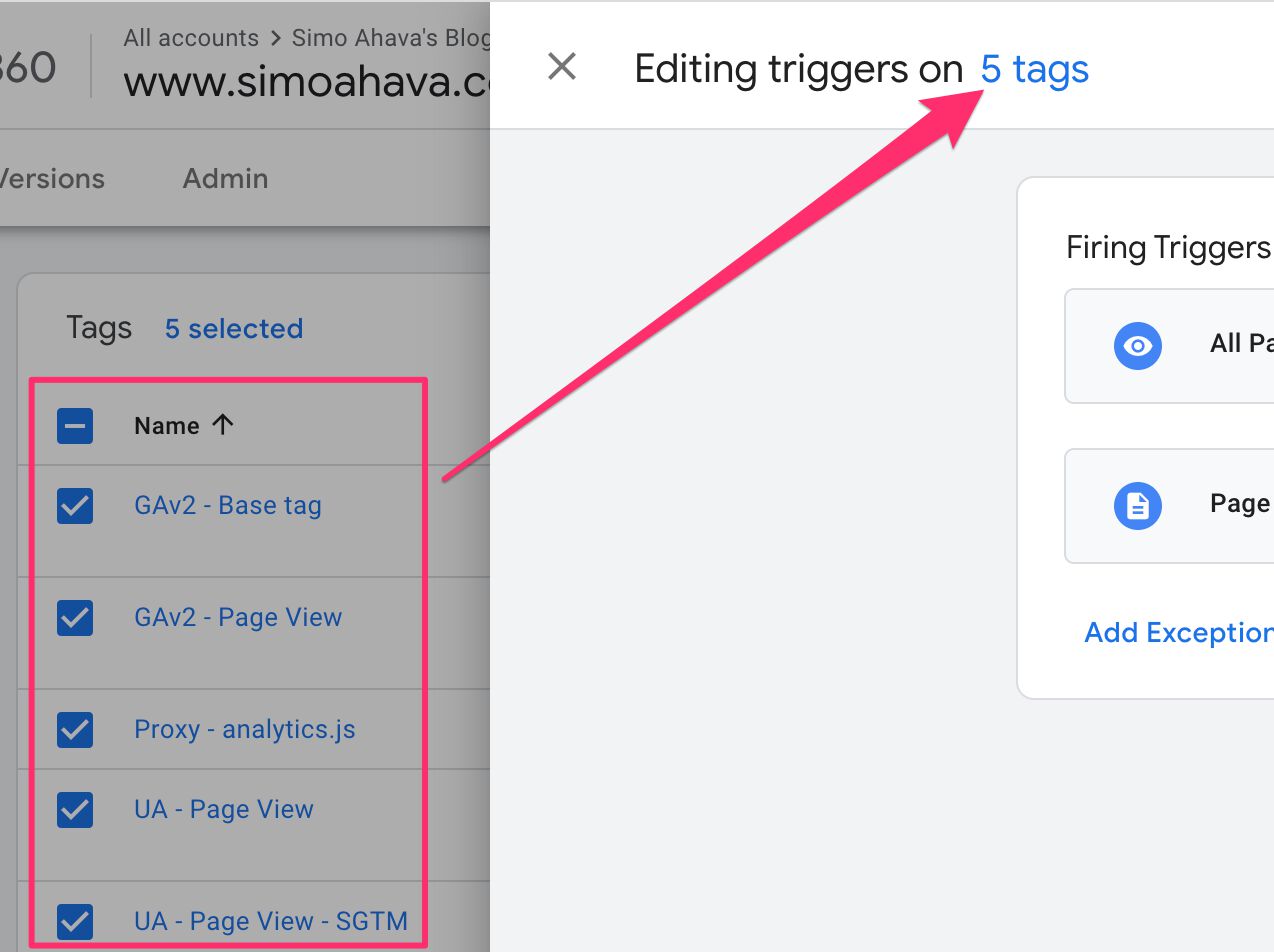 360
All accounts > Simo Ahava's Blog
www.simoahava.co
Versions
Admin
Editing triggers on 5 tags
Tags 5 selected
Name
GAv2 - Base tag
GAv2 - Page View
Proxy - analytics.js
UA - Page View
UA - Page View - SGTM
Firing Triggers
All Pa
Page
Add Exception